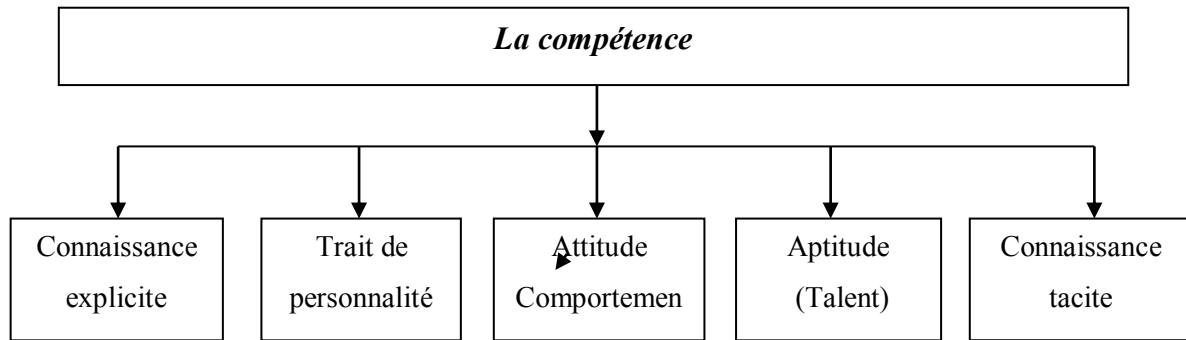 La compétence
Connaissance
explicite
Trait de
personnalité
Attitude
Comportemen
Aptitude
(Talent)
Connaissance
tacite